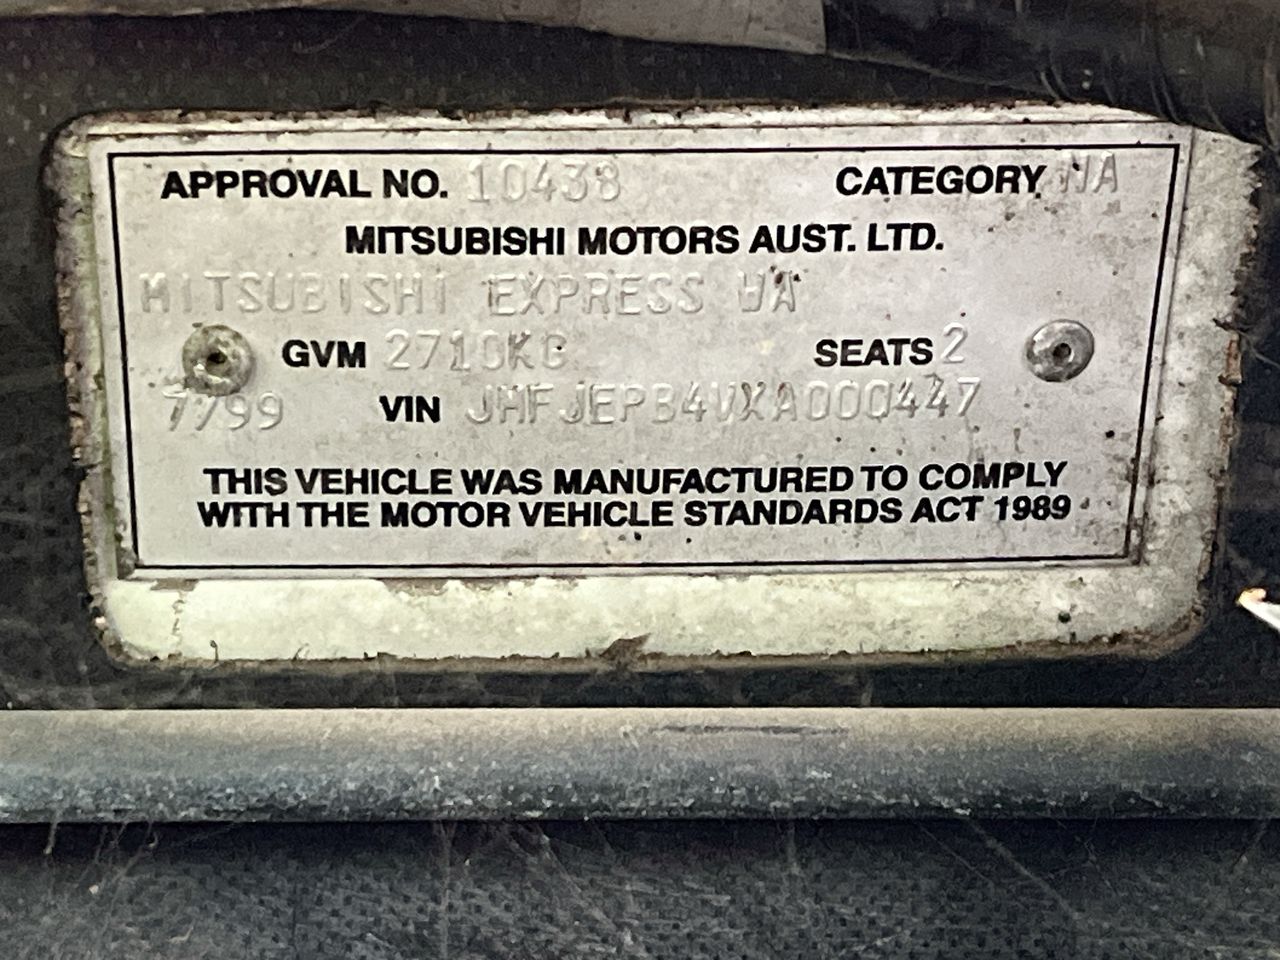 APPROVAL NO. 10438 CATEGORY NA
MITSUBISHI MOTORS AUST. LTD.
MITSUBISHI EXPRESS WA
GVM 2710KG SEATS 2
7/99 VIN JMFJEPB4VXA000447
THIS VEHICLE WAS MANUFACTURED TO COMPLY
WITH THE MOTOR VEHICLE STANDARDS ACT 1989